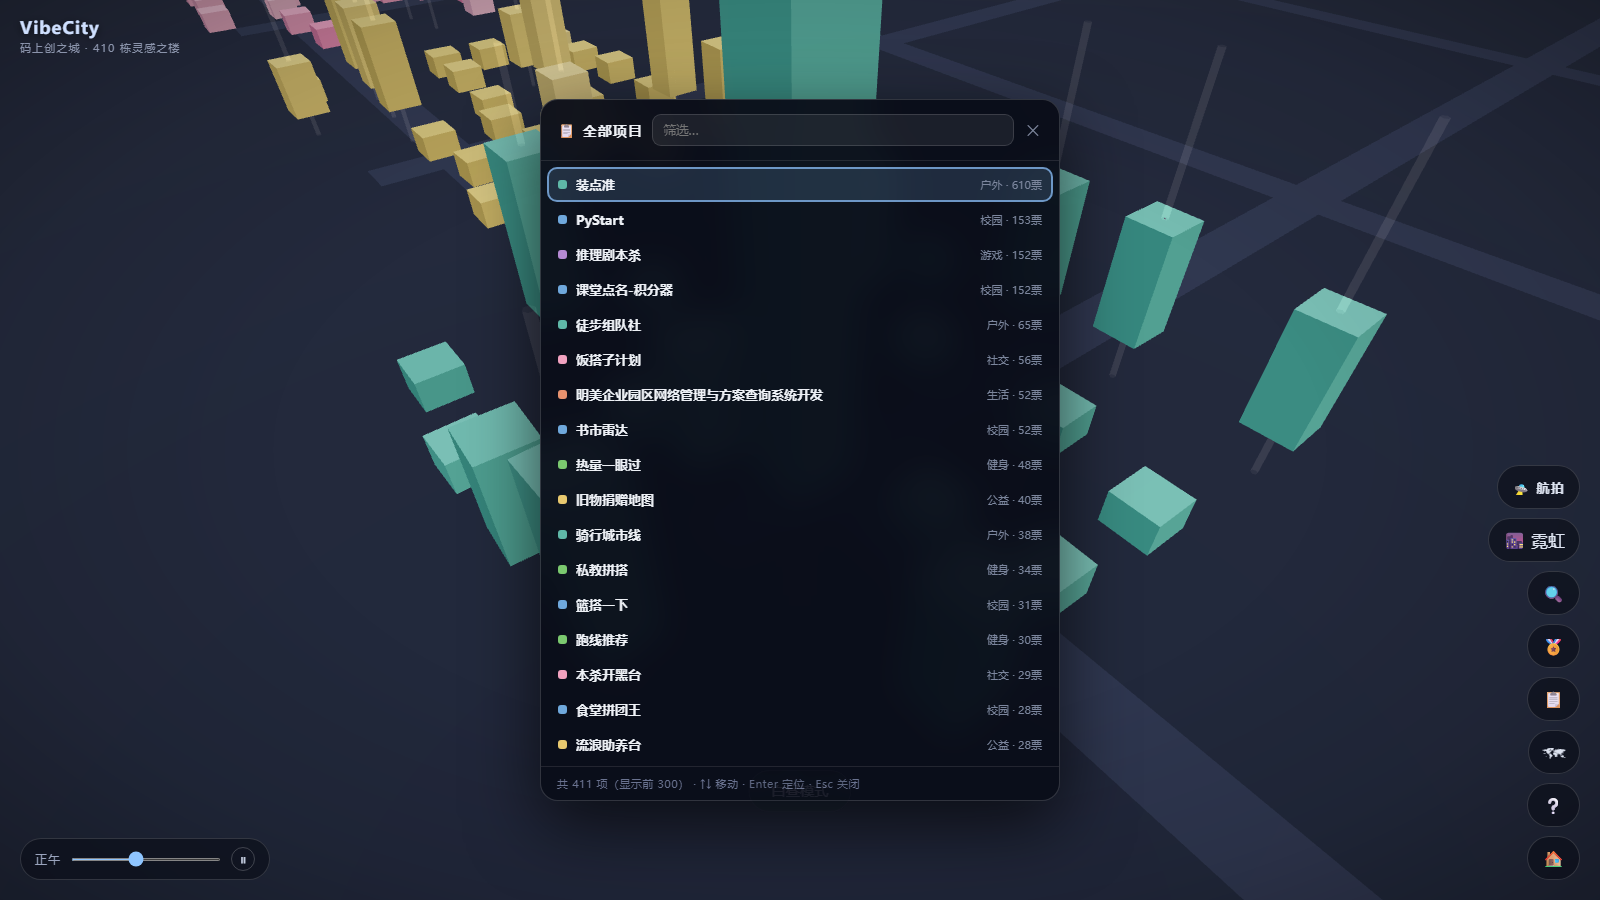 VibeCity
码上创之城 · 410 栋灵感之楼
全部项目
筛选...
装点准 户外 · 610票
PyStart 校园 · 153票
推理剧本杀 游戏 · 152票
课堂点名-积分器 校园 · 152票
徒步组队社 户外 · 65票
饭搭子计划 社交 · 56票
明美企业园区网络管理与方案查询系统开发 生活 · 52票
书市雷达 校园 · 52票
热量一眼过 健身 · 48票
旧物捐赠地图 公益 · 40票
骑行城市线 户外 · 38票
私教拼搭 健身 · 34票
篮搭一下 校园 · 31票
跑线推荐 健身 · 30票
本杀开黑台 社交 · 29票
食堂拼团王 校园 · 28票
流浪助养台 公益 · 28票
共 411 项（显示前 300） · ↑↓ 移动 · Enter 定位 · Esc 关闭
航拍
霓虹
?
正午